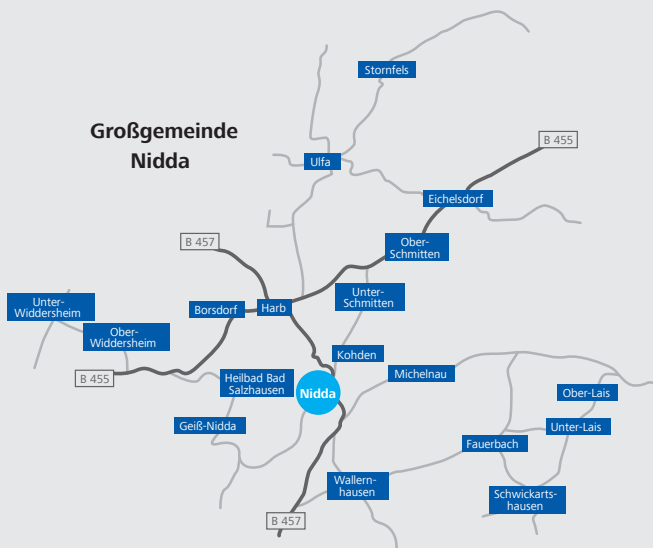 Stornfels
Großgemeinde
Nidda
B 455
Ulfa
Eichelsdorf
B 457
Ober-
Schmitten
Unter-
Schmitten
Unter-
Widdersheim
Borsdorf
Harb
Ober-
Widdersheim
Kohden
Michelnau
B 455
Heilbad Bad
Salzhausen
Nidda
Ober-Lais
Geiß-Nidda
Unter-Lais
Fauerbach
Wallern-
hausen
Schwickarts-
hausen
B 457